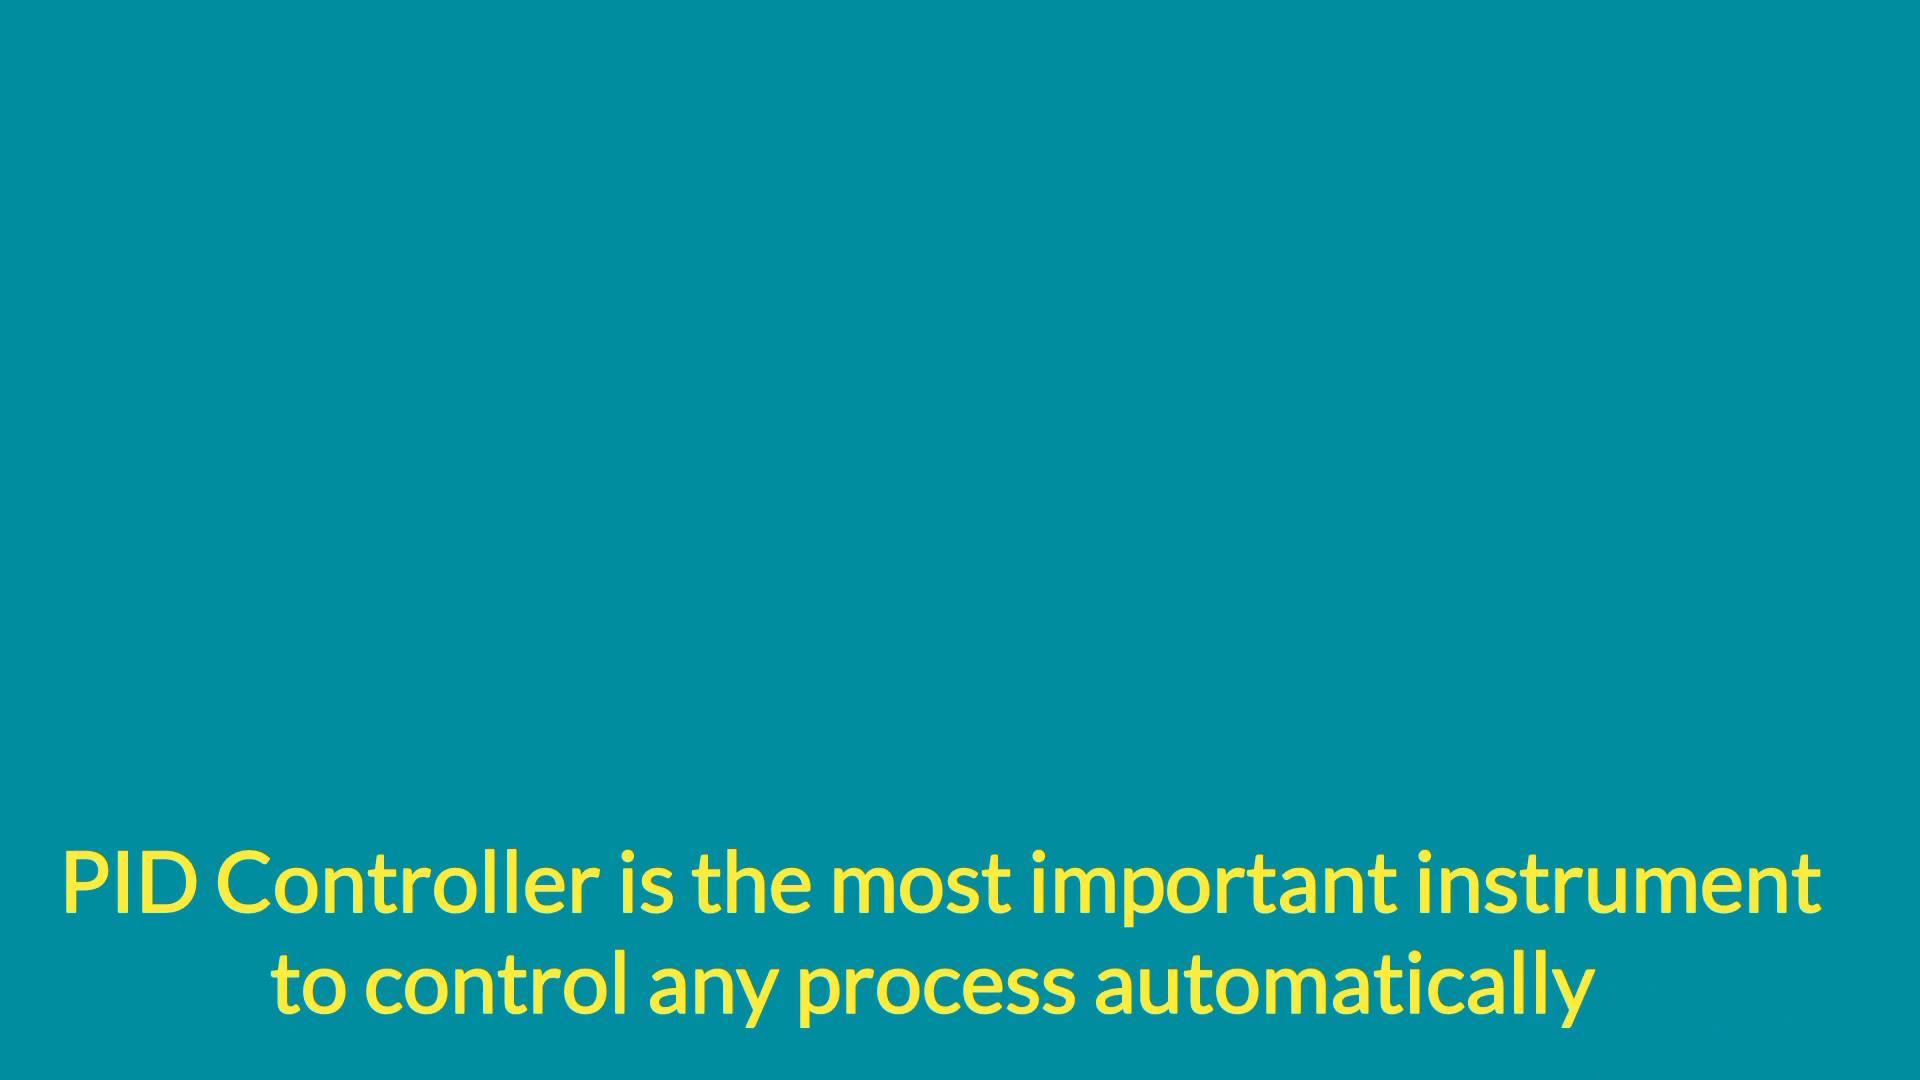 PID Controller is the most important instrument
to control any process automatically